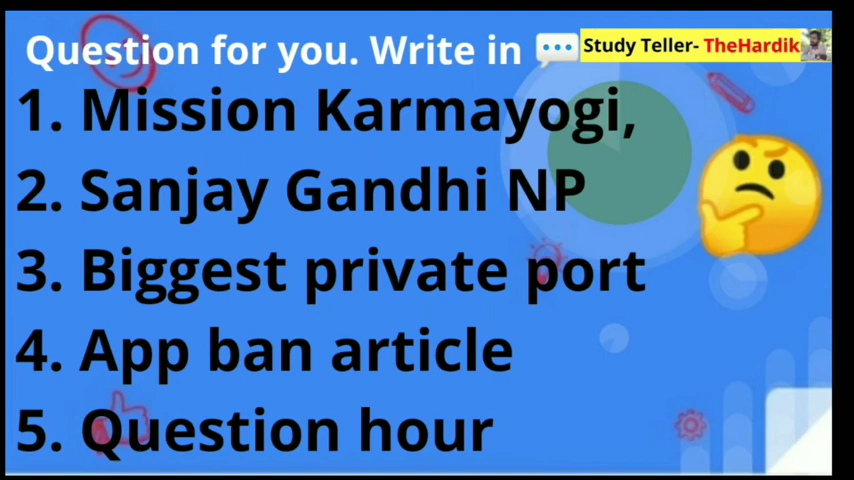 Question for you. Write in
Study Teller- TheHardik
1. Mission Karmayogi,
2. Sanjay Gandhi NP
3. Biggest private port
4. App ban article
5. Question hour